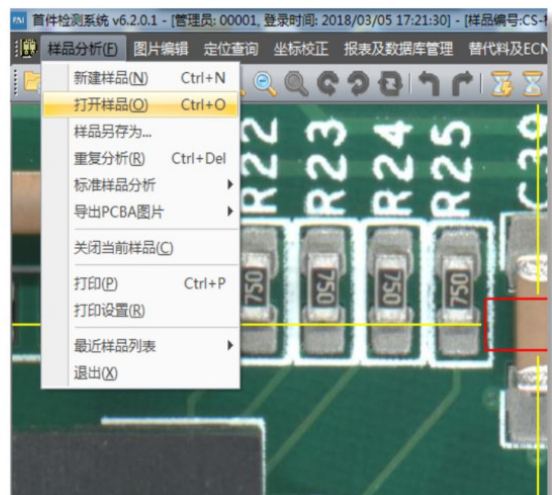 首件检测系统 v6.2.0.1 - [管理员: 00001, 登录时间: 2018/03/05 17:21:30] - [样品编号:CS-
样品分析(F) 图片编辑 定位查询 坐标校正 报表及数据库管理 替代料及ECN
新建样品(N) Ctrl+N
打开样品(O) Ctrl+O
样品另存为...
重复分析(R) Ctrl+Del
标准样品分析
导出PCBA图片
关闭当前样品(C)
打印(P) Ctrl+P
打印设置(R)
最近样品列表
退出(X)
R22 R23 R24 R25 C39
750 750 750 750